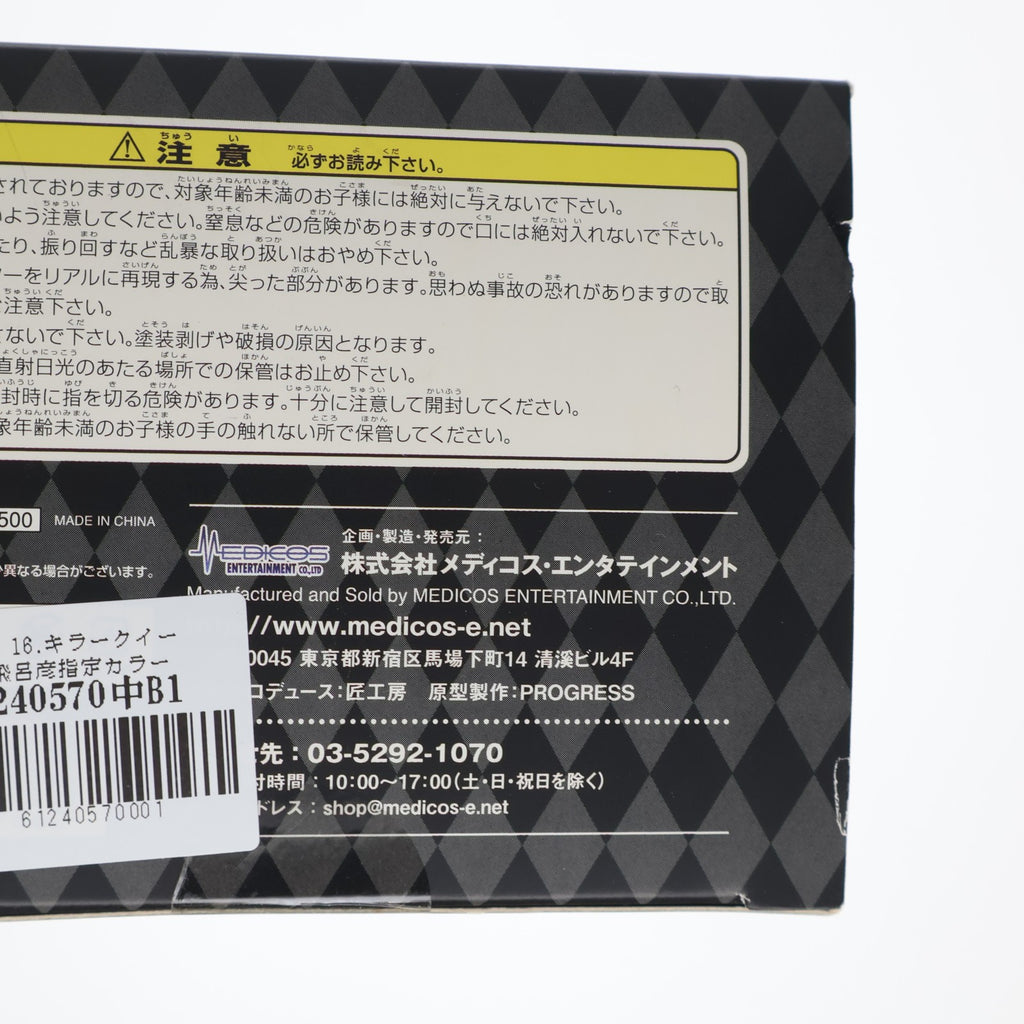 注意 必ずお読み下さい。
されておりますので、対象年齢未満のお子様には絶対に与えないで下さい。
いよう注意してください。窒息などの危険がありますので口には絶対入れないで下さい。
たり、振り回すなど乱暴な取り扱いはおやめ下さい。
ーをリアルに再現する為、尖った部分があります。思わぬ事故の恐れがありますので取
注意下さい。
ないで下さい。塗装剥げや破損の原因となります。
直射日光のあたる場所での保管はお止め下さい。
封時に指を切る危険があります。十分に注意して開封してください。
象年齢未満のお子様の手の触れない所で保管してください。
500 MADE IN CHINA
異なる場合がございます。
MEDICOS
ENTERTAINMENT CO.,LTD
企画・製造・発売元：
株式会社メディコス・エンタテインメント
Manufactured and Sold by MEDICOS ENTERTAINMENT CO.,LTD.
//www.medicos-e.net
0045 東京都新宿区馬場下町14 清溪ビル4F
ロデュース：匠工房 原型製作：PROGRESS
先：03-5292-1070
付時間：10:00〜17:00（土・日・祝日を除く）
ドレス：shop@medicos-e.net
16.キラークイー
飛呂彦指定カラー
240570中B1
61240570001